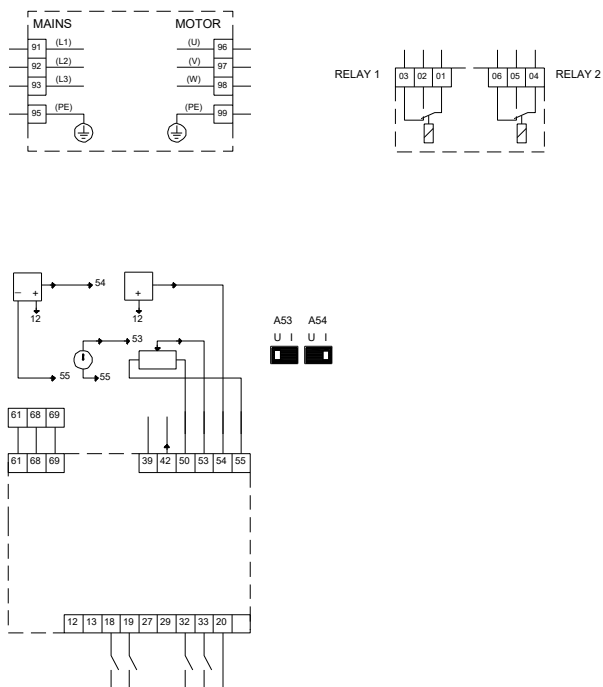 MAINS MOTOR
91 (L1) (U) 96
92 (L2) (V) 97
93 (L3) (W) 98
95 (PE) (PE) 99
RELAY 1 03 02 01 06 05 04 RELAY 2
54
– + +
12 12
53
55 55
A53 A54
U I U I
61 68 69
61 68 69 39 42 50 53 54 55
12 13 18 19 27 29 32 33 20